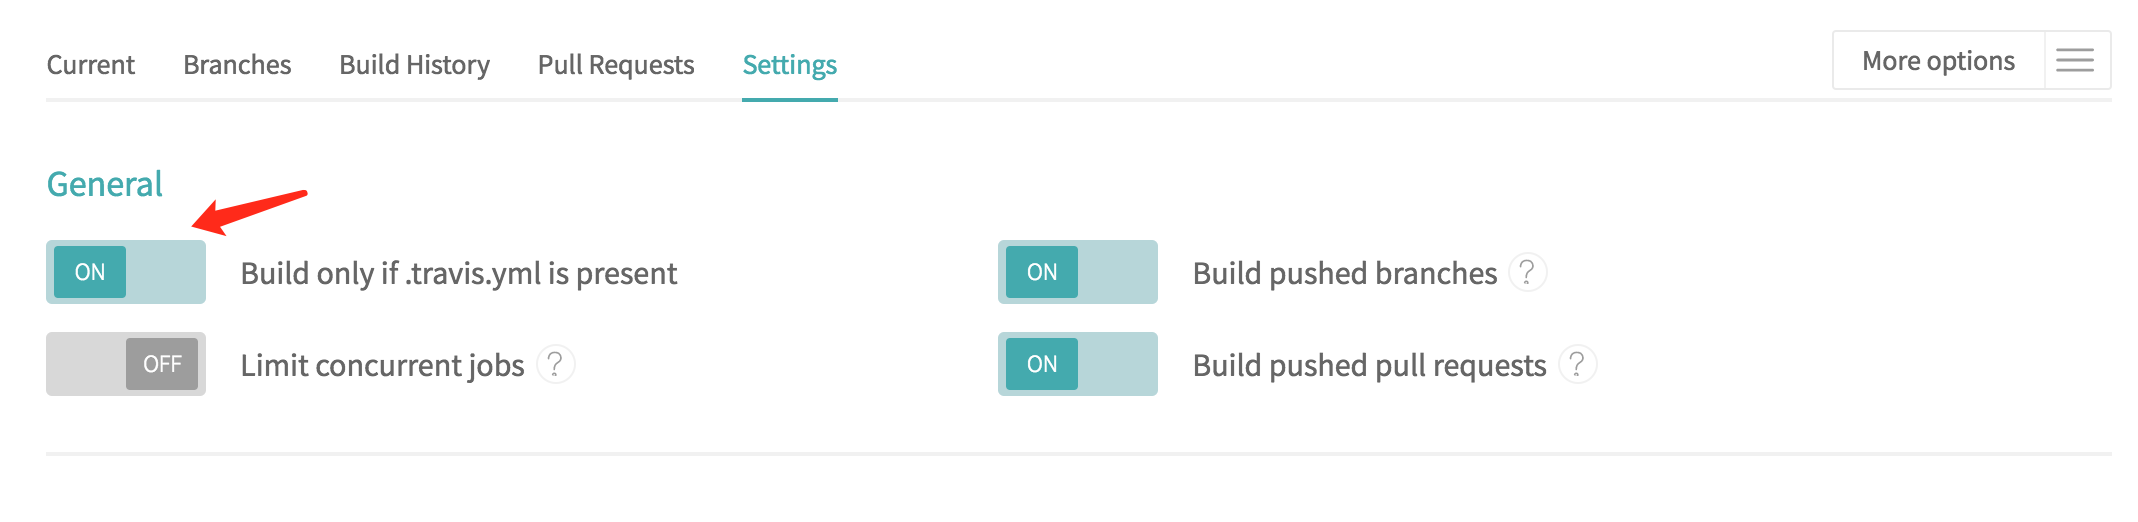 Current Branches Build History Pull Requests Settings More options
General
ON Build only if .travis.yml is present ON Build pushed branches ?
OFF Limit concurrent jobs ? ON Build pushed pull requests ?